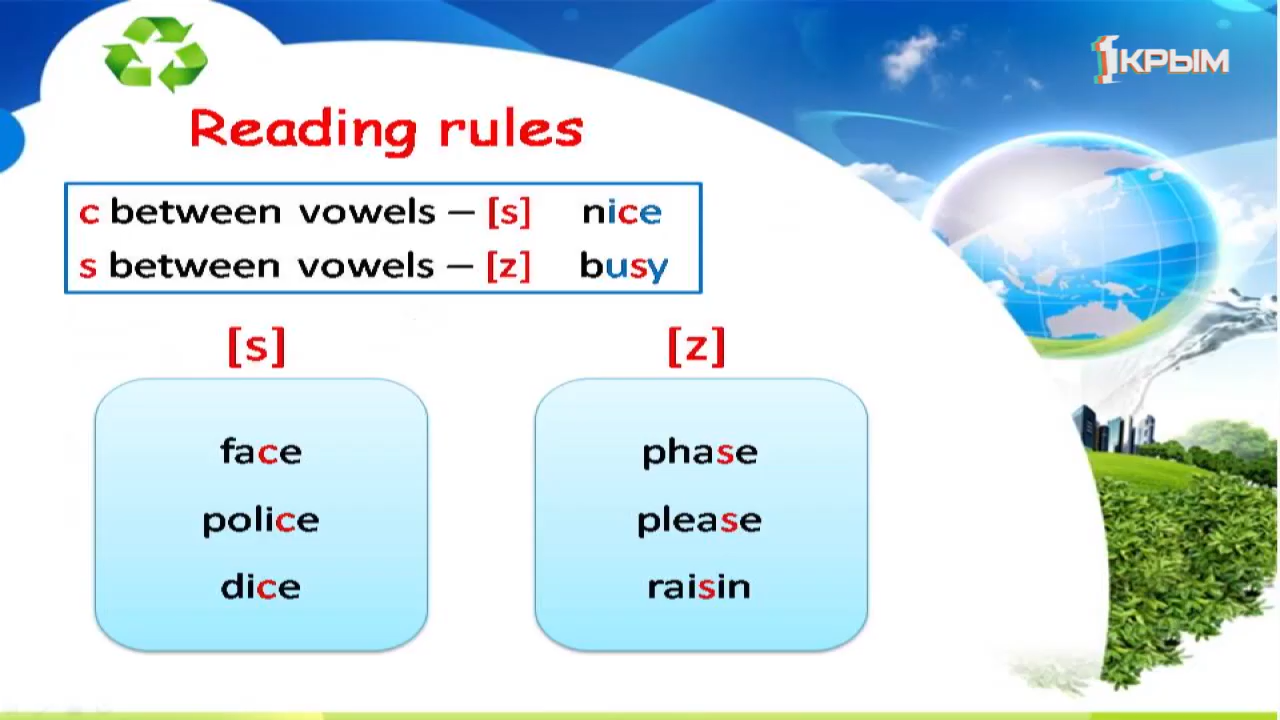 1КРЫМ
Reading rules
c between vowels – [s] nice
s between vowels – [z] busy
[s]
face
police
dice
[z]
phase
please
raisin